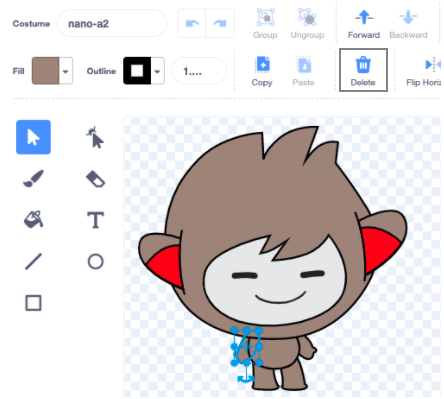 Costume nano-a2
Group Ungroup Forward Backward
Fill Outline 1....
Copy Paste Delete Flip Horiz
T